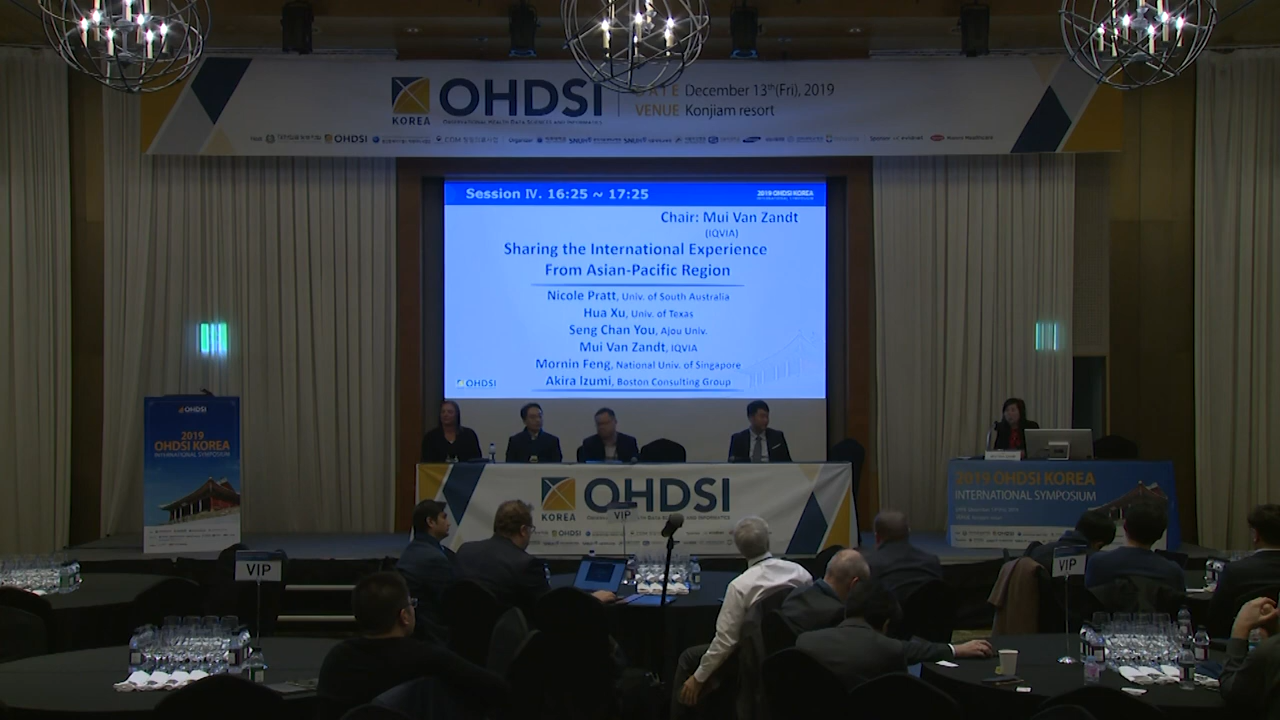 KOREA
OHDSI
DATE December 13th(Fri), 2019
VENUE Konjiam resort
OHDSI
Session Ⅳ. 16:25 ~ 17:25
2019 OHDSI KOREA
INTERNATIONAL SYMPOSIUM
Chair: Mui Van Zandt
(IQVIA)
Sharing the International Experience
From Asian-Pacific Region
Nicole Pratt, Univ. of South Australia
Hua Xu, Univ. of Texas
Seng Chan You, Ajou Univ.
Mui Van Zandt, IQVIA
Mornin Feng, National Univ. of Singapore
Akira Izumi, Boston Consulting Group
OHDSI
OHDSI
2019
OHDSI KOREA
INTERNATIONAL SYMPOSIUM
KOREA
OHDSI
2019 OHDSI KOREA
INTERNATIONAL SYMPOSIUM
VIP
VIP
VIP